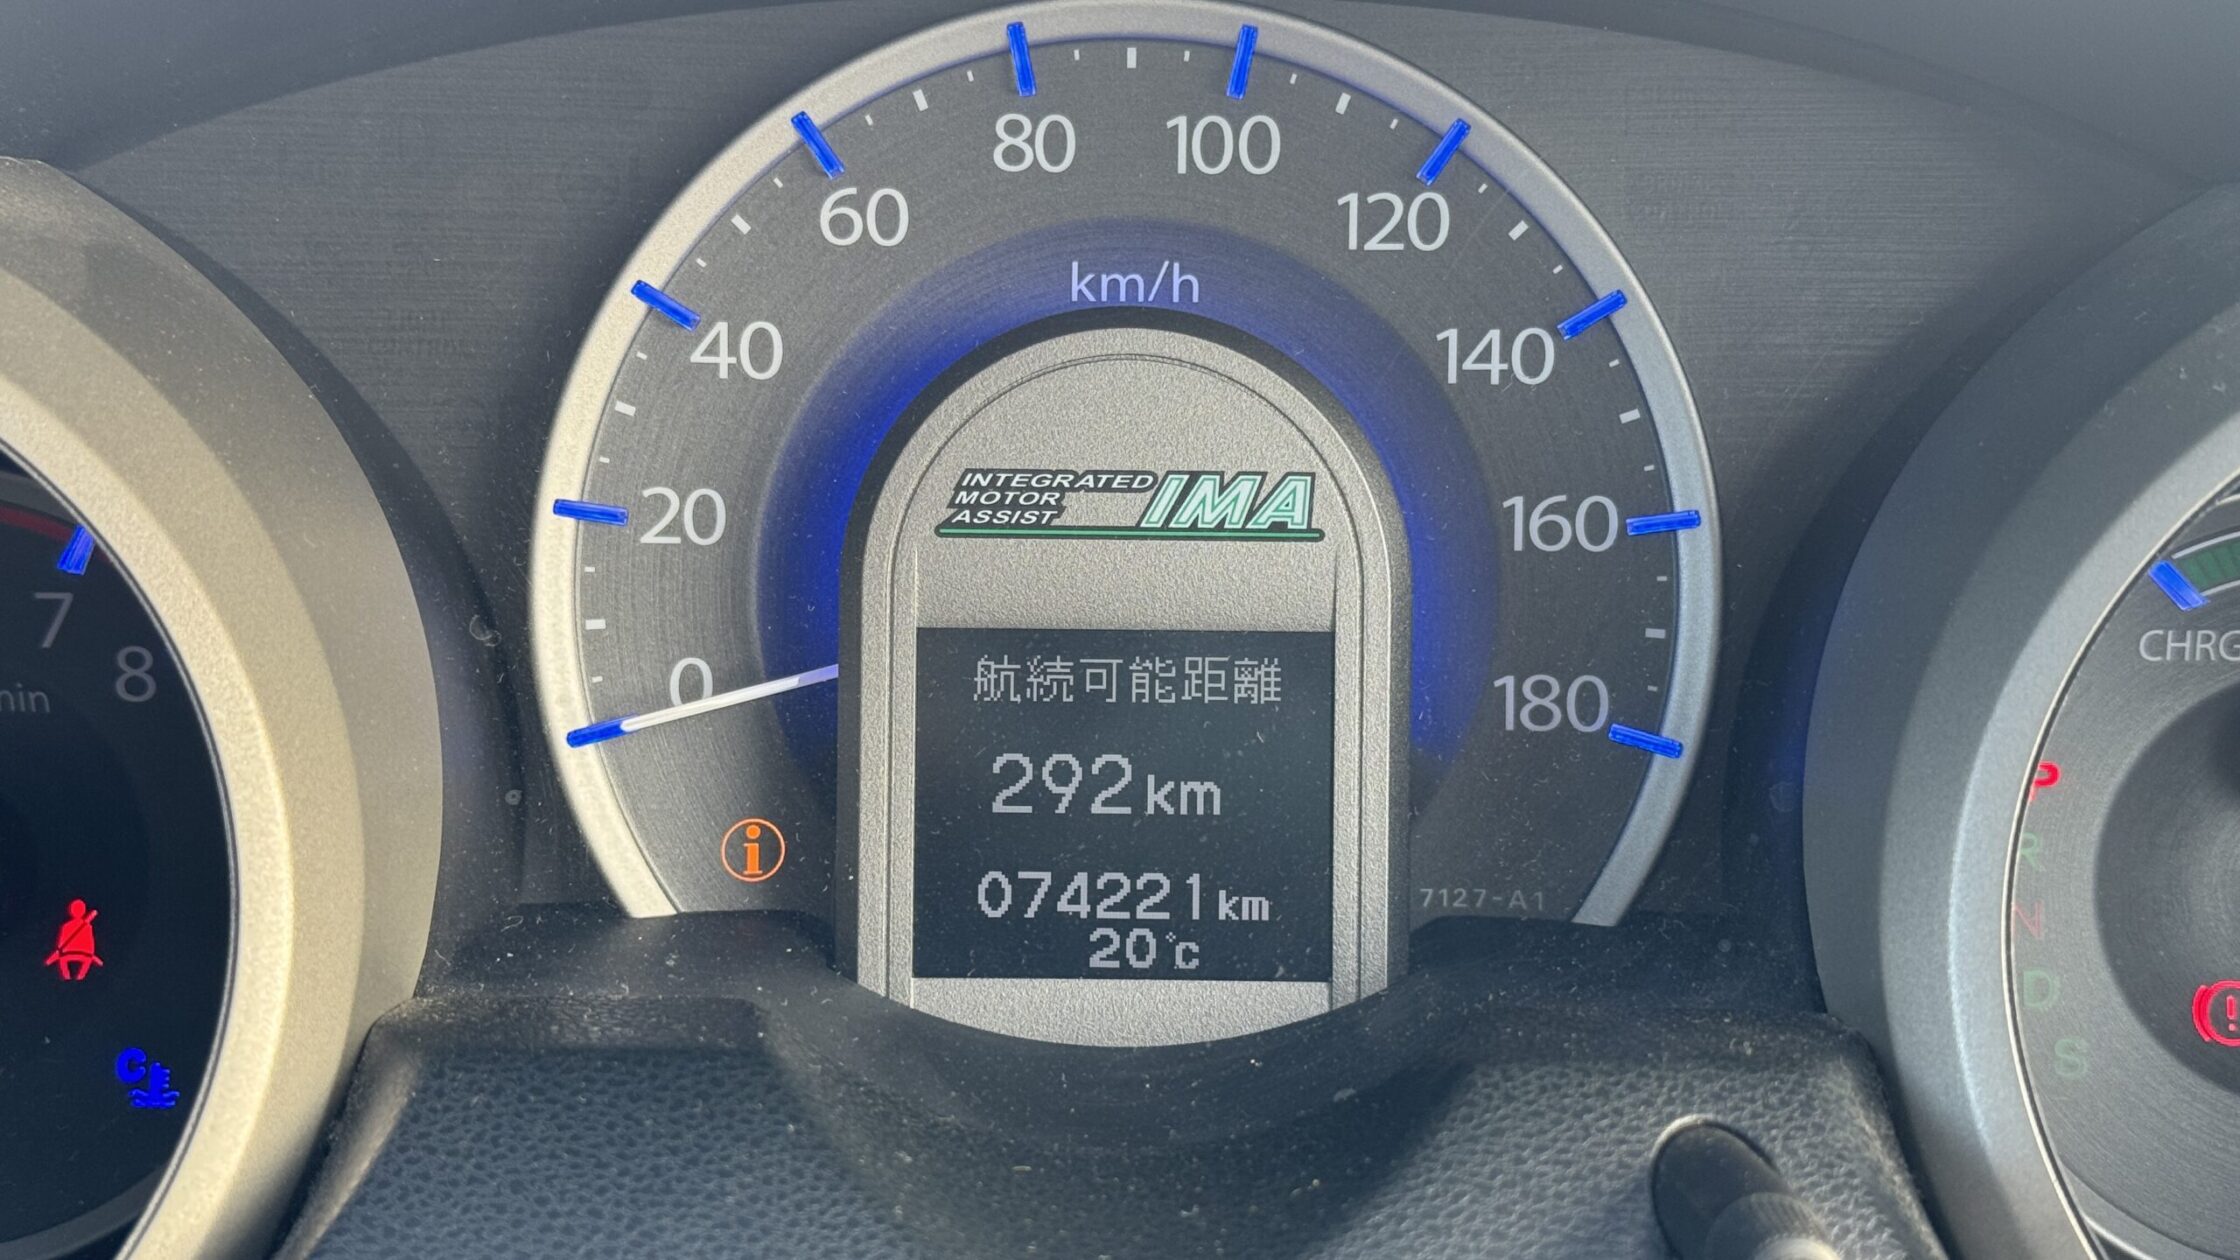 80 100
60 120
km/h
40 140
INTEGRATED
MOTOR
ASSIST
IMA
20 160
7
8
0 180
航続可能距離
292km
074221km
20℃
7127-A1
CHRG
P
R
N
D
S
C